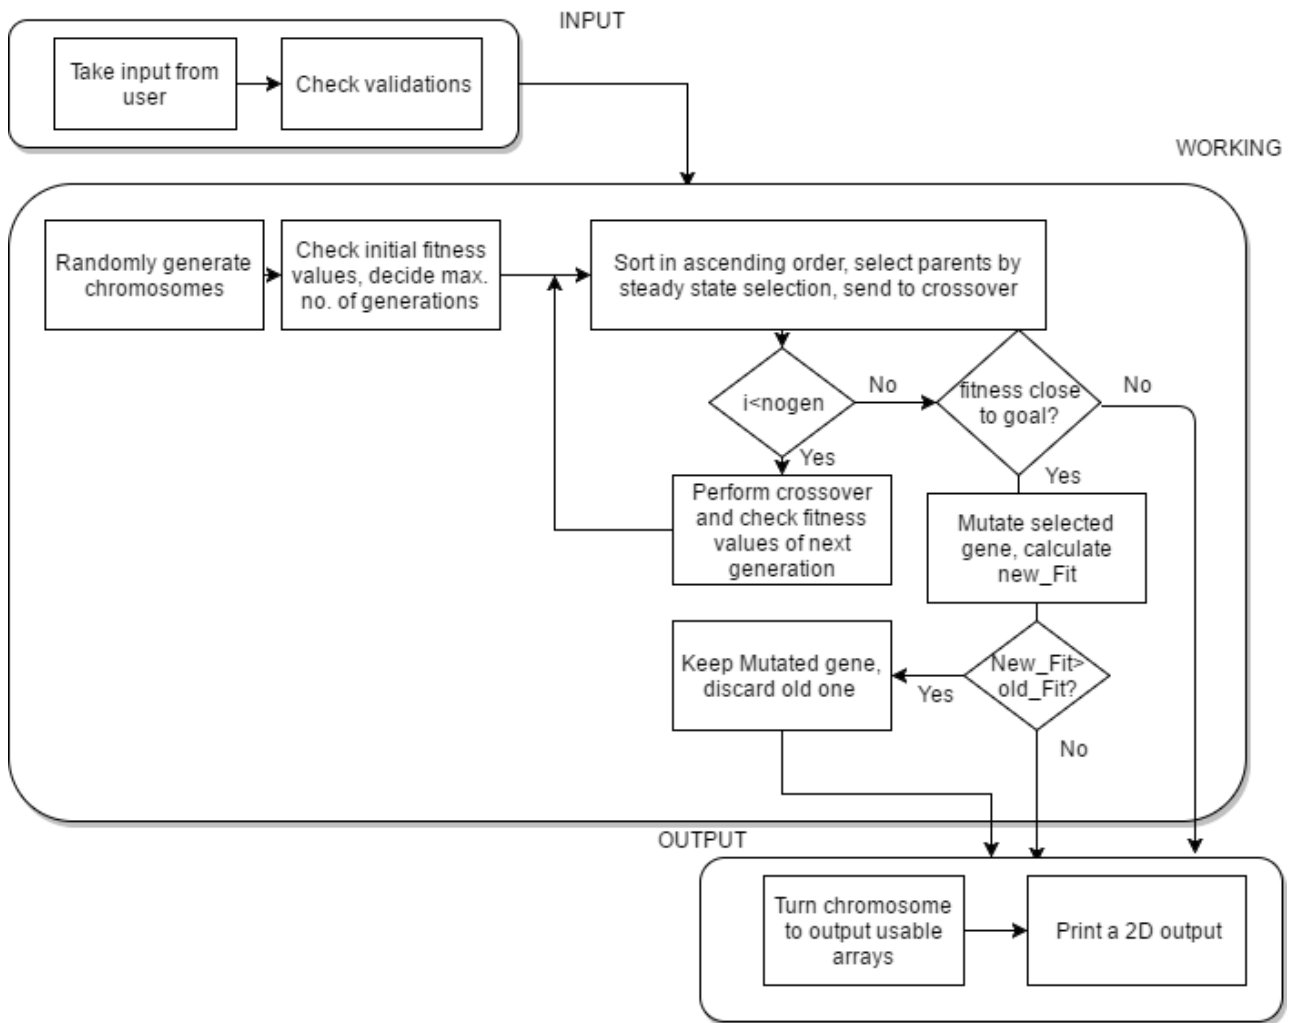 INPUT
Take input from
user
Check validations
WORKING
Randomly generate
chromosomes
Check initial fitness
values, decide max.
no. of generations
Sort in ascending order, select parents by
steady state selection, send to crossover
i<nogen
No
fitness close
to goal?
No
Yes
Yes
Perform crossover
and check fitness
values of next
generation
Mutate selected
gene, calculate
new_Fit
Keep Mutated gene,
discard old one
New_Fit>
old_Fit?
Yes
No
OUTPUT
Turn chromosome
to output usable
arrays
Print a 2D output